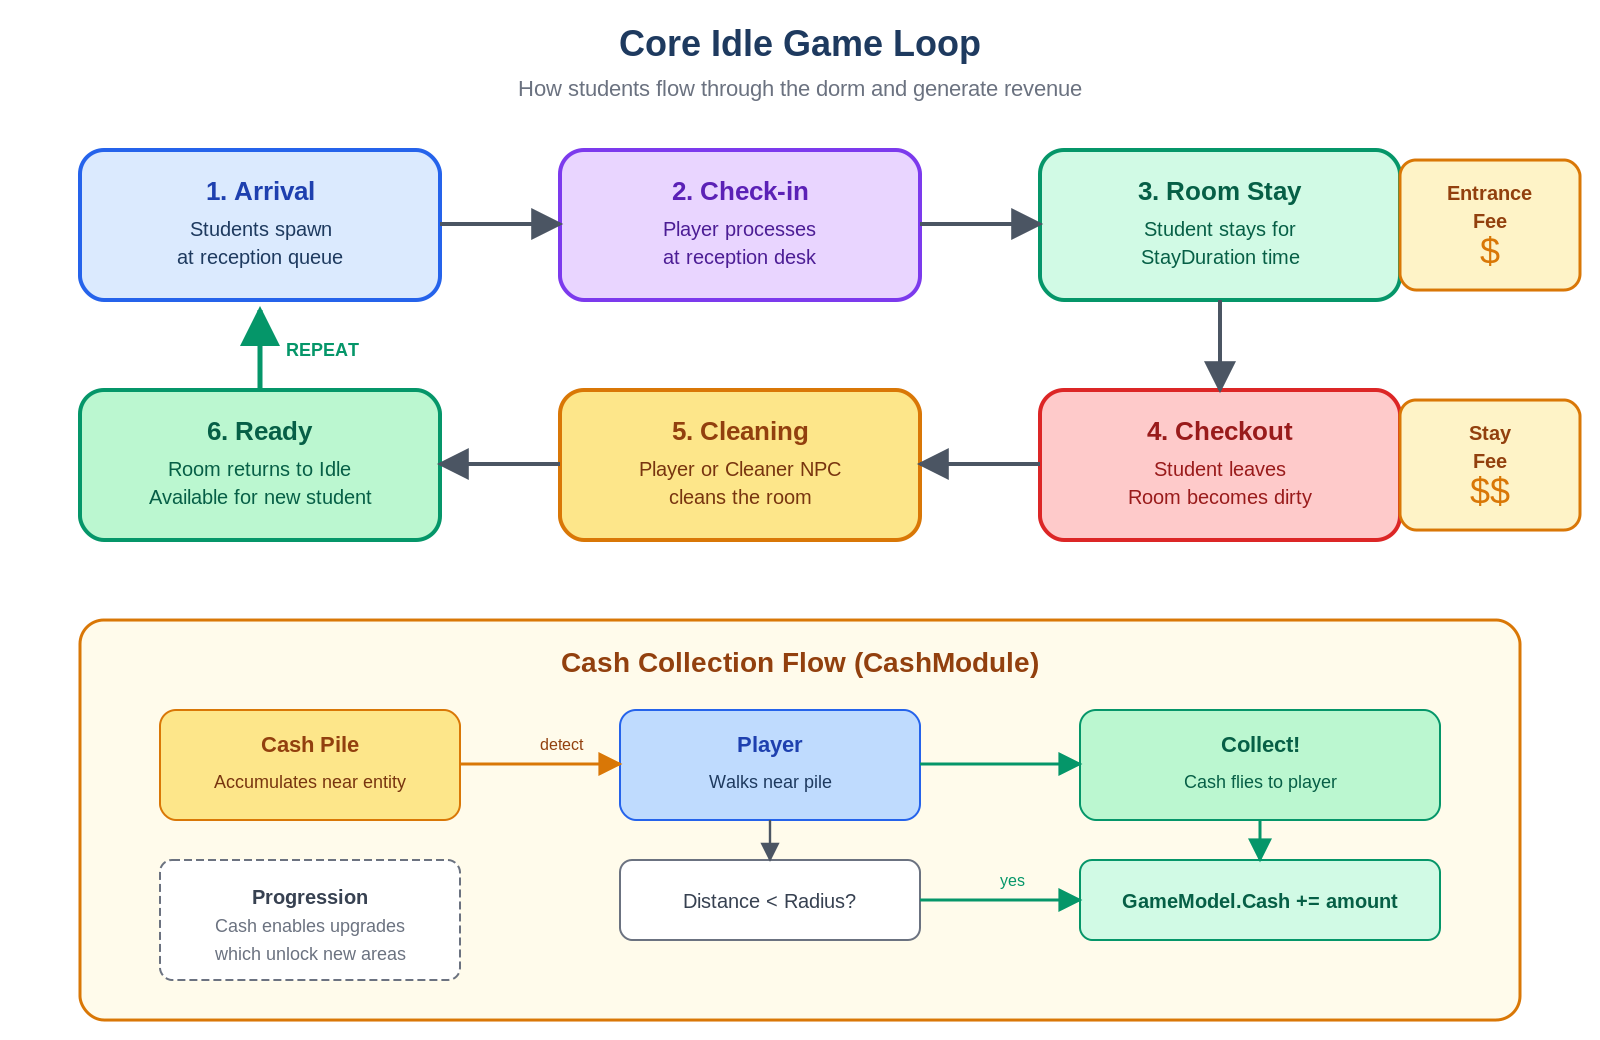 Core Idle Game Loop
How students flow through the dorm and generate revenue
1. Arrival
Students spawn
at reception queue
2. Check-in
Player processes
at reception desk
3. Room Stay
Student stays for
StayDuration time
Entrance
Fee
$
REPEAT
6. Ready
Room returns to Idle
Available for new student
5. Cleaning
Player or Cleaner NPC
cleans the room
4. Checkout
Student leaves
Room becomes dirty
Stay
Fee
$$
Cash Collection Flow (CashModule)
Cash Pile
Accumulates near entity
detect
Player
Walks near pile
Collect!
Cash flies to player
Progression
Cash enables upgrades
which unlock new areas
Distance < Radius?
yes
GameModel.Cash += amount